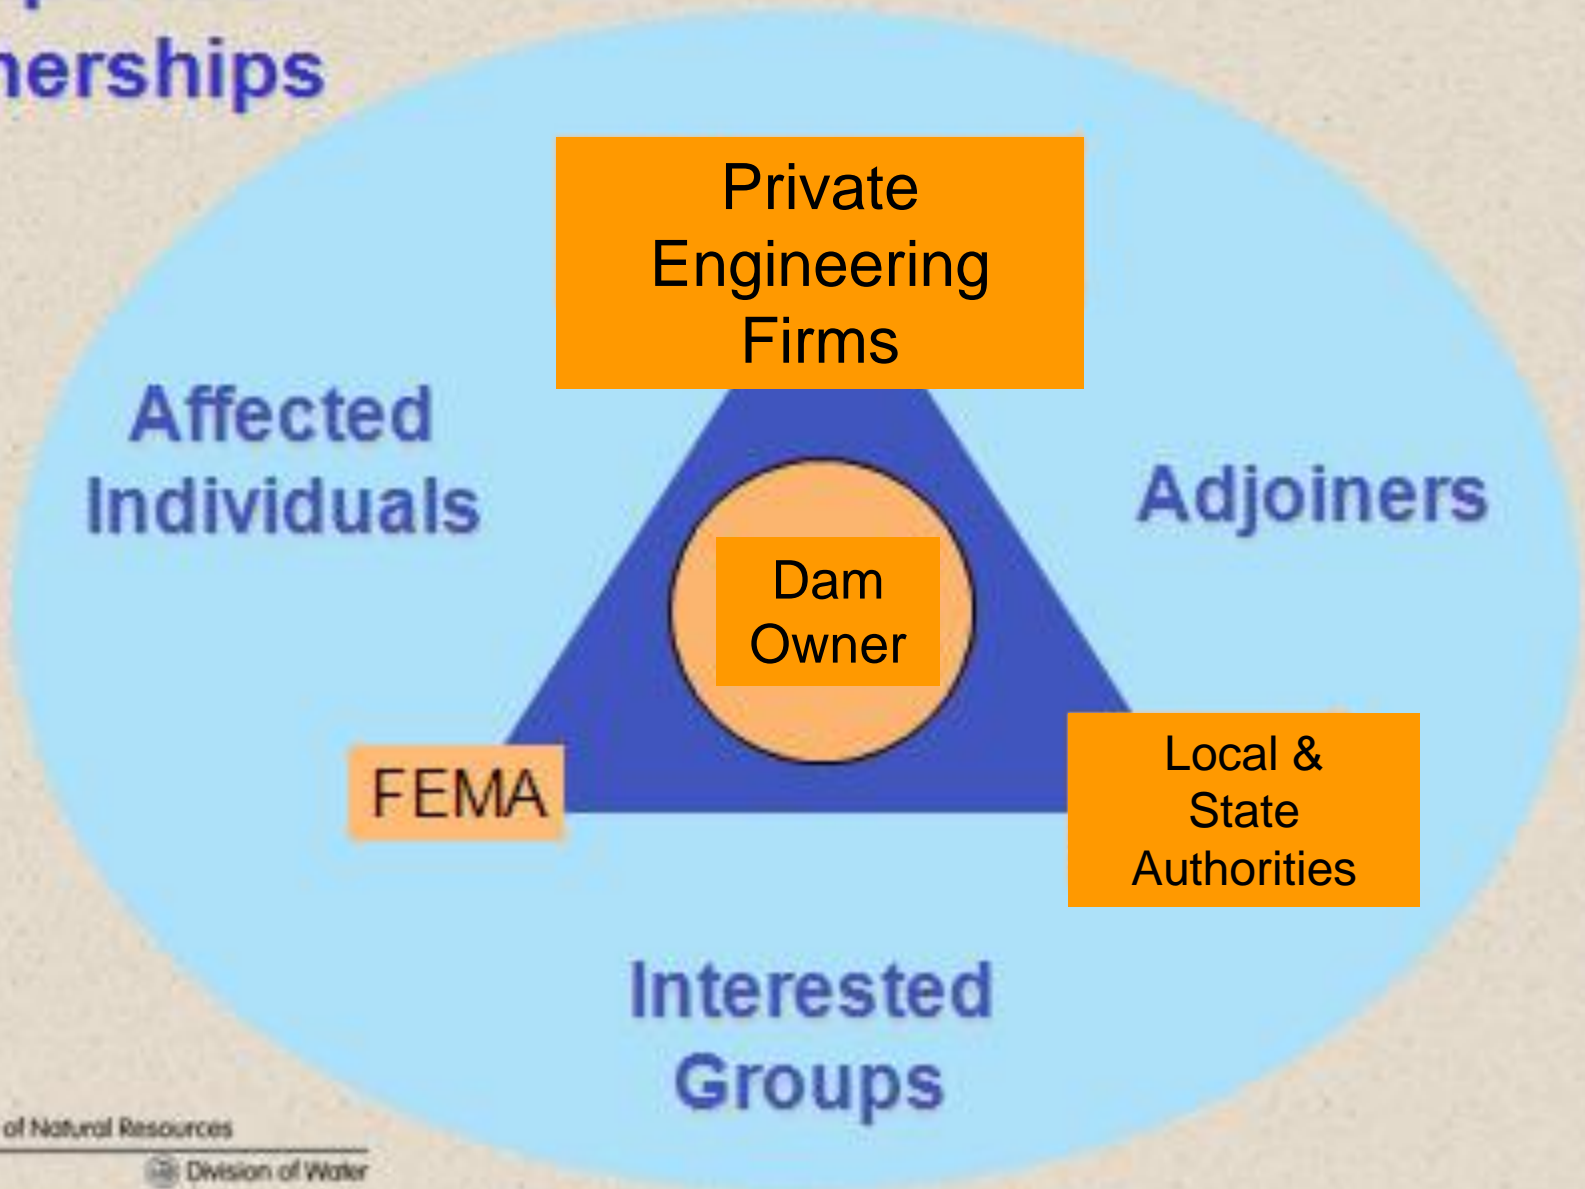 nerships
Private
Engineering
Firms
Affected
Individuals
Adjoiners
Dam
Owner
FEMA
Local &
State
Authorities
Interested
Groups
of Natural Resources
Division of Water